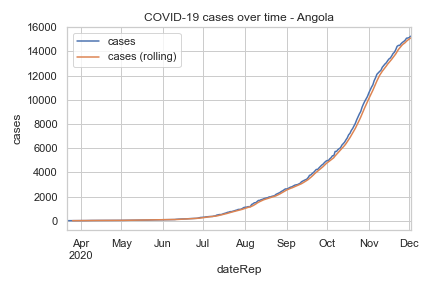 COVID-19 cases over time - Angola
cases
cases (rolling)
16000
14000
12000
10000
8000
6000
4000
2000
0
cases
Apr May Jun Jul Aug Sep Oct Nov Dec
2020
dateRep